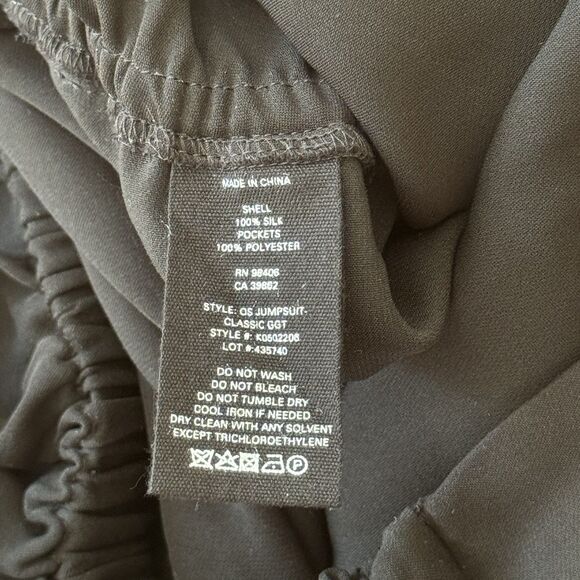 MADE IN CHINA
SHELL
100% SILK
POCKETS
100% POLYESTER
RN 98406
CA 39862
STYLE: OS JUMPSUIT-
CLASSIC GGT
STYLE #: K0502206
LOT #:435740
DO NOT WASH
DO NOT BLEACH
DO NOT TUMBLE DRY
COOL IRON IF NEEDED
DRY CLEAN WITH ANY SOLVENT
EXCEPT TRICHLOROETHYLENE
P